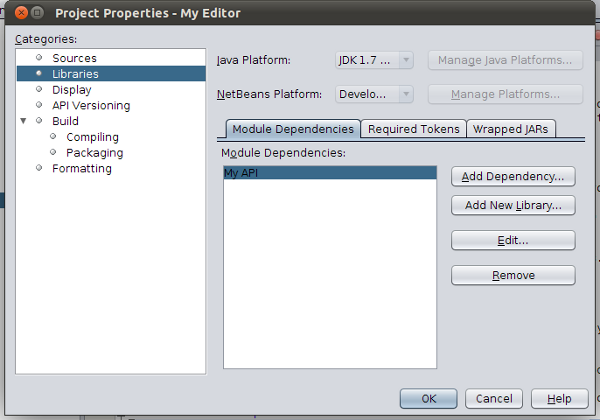 Project Properties - My Editor
Categories:
Sources
Libraries
Display
API Versioning
Build
Compiling
Packaging
Formatting
Java Platform:
JDK 1.7 ...
Manage Java Platforms...
NetBeans Platform:
Develo...
Manage Platforms...
Module Dependencies
Required Tokens
Wrapped JARs
Module Dependencies:
My API
Add Dependency...
Add New Library...
Edit...
Remove
OK
Cancel
Help